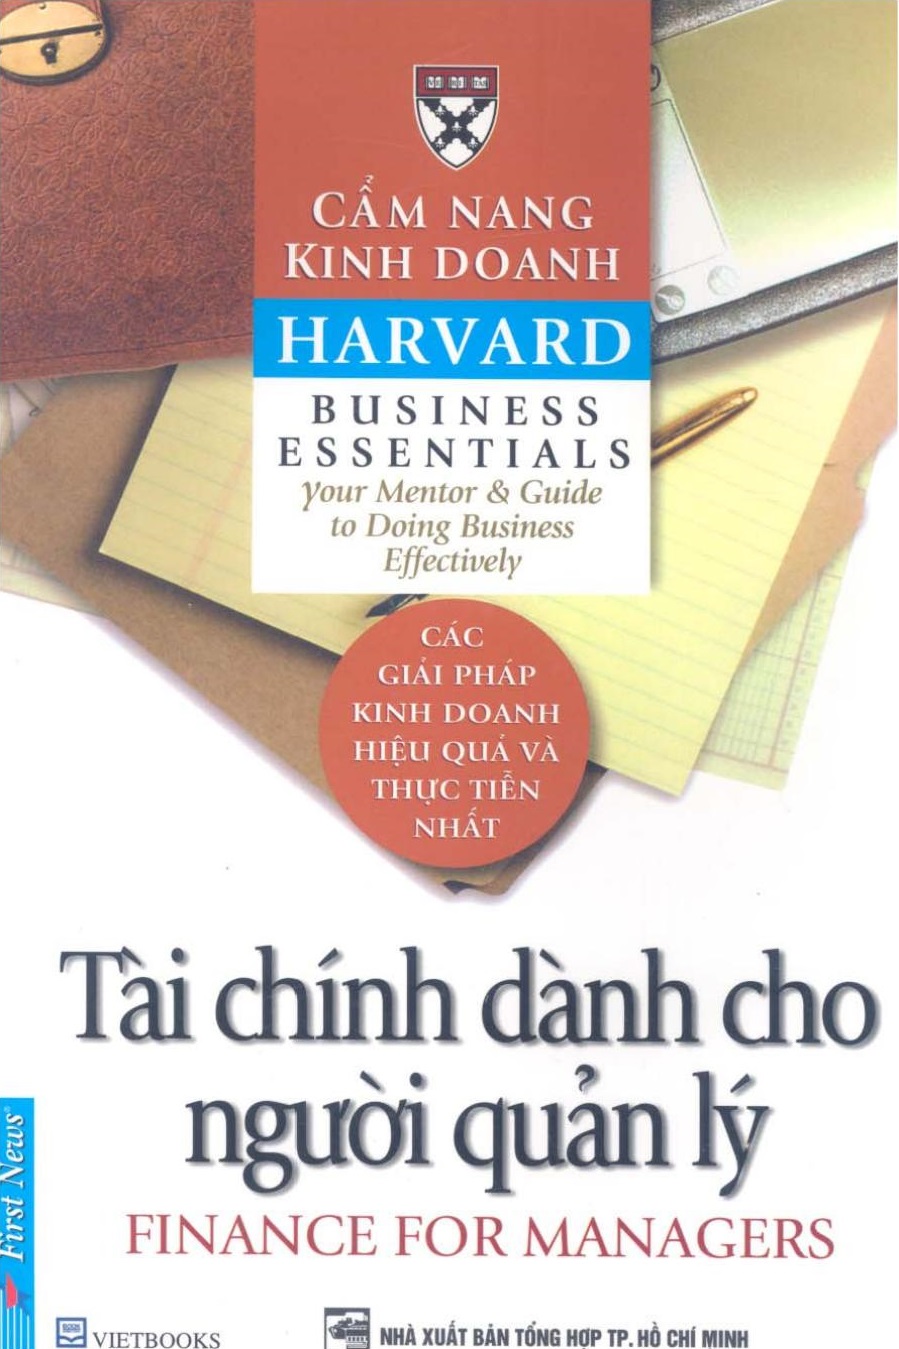 CẨM NANG
KINH DOANH
HARVARD
BUSINESS
ESSENTIALS
your Mentor & Guide
to Doing Business
Effectively
CÁC
GIẢI PHÁP
KINH DOANH
HIỆU QUẢ VÀ
THỰC TIỄN
NHẤT
Tài chính dành cho
người quản lý
FINANCE FOR MANAGERS
First News®
VIETBOOKS
NHÀ XUẤT BẢN TỔNG HỢP TP. HỒ CHÍ MINH